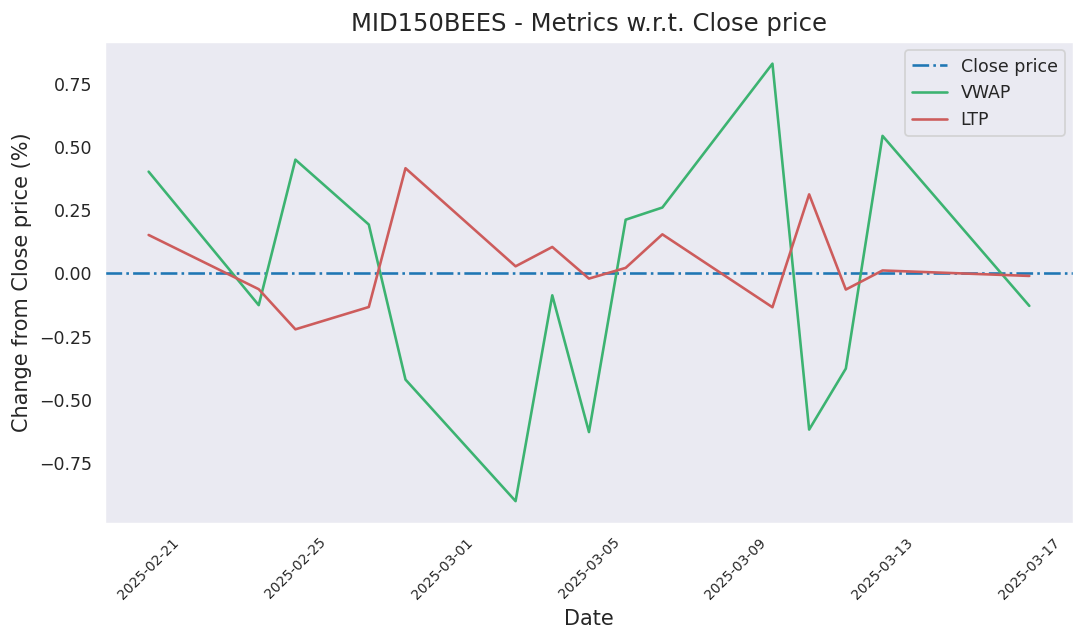 MID150BEES - Metrics w.r.t. Close price
Close price
VWAP
LTP
Change from Close price (%)
0.75
0.50
0.25
0.00
−0.25
−0.50
−0.75
2025-02-21
2025-02-25
2025-03-01
2025-03-05
2025-03-09
2025-03-13
2025-03-17
Date